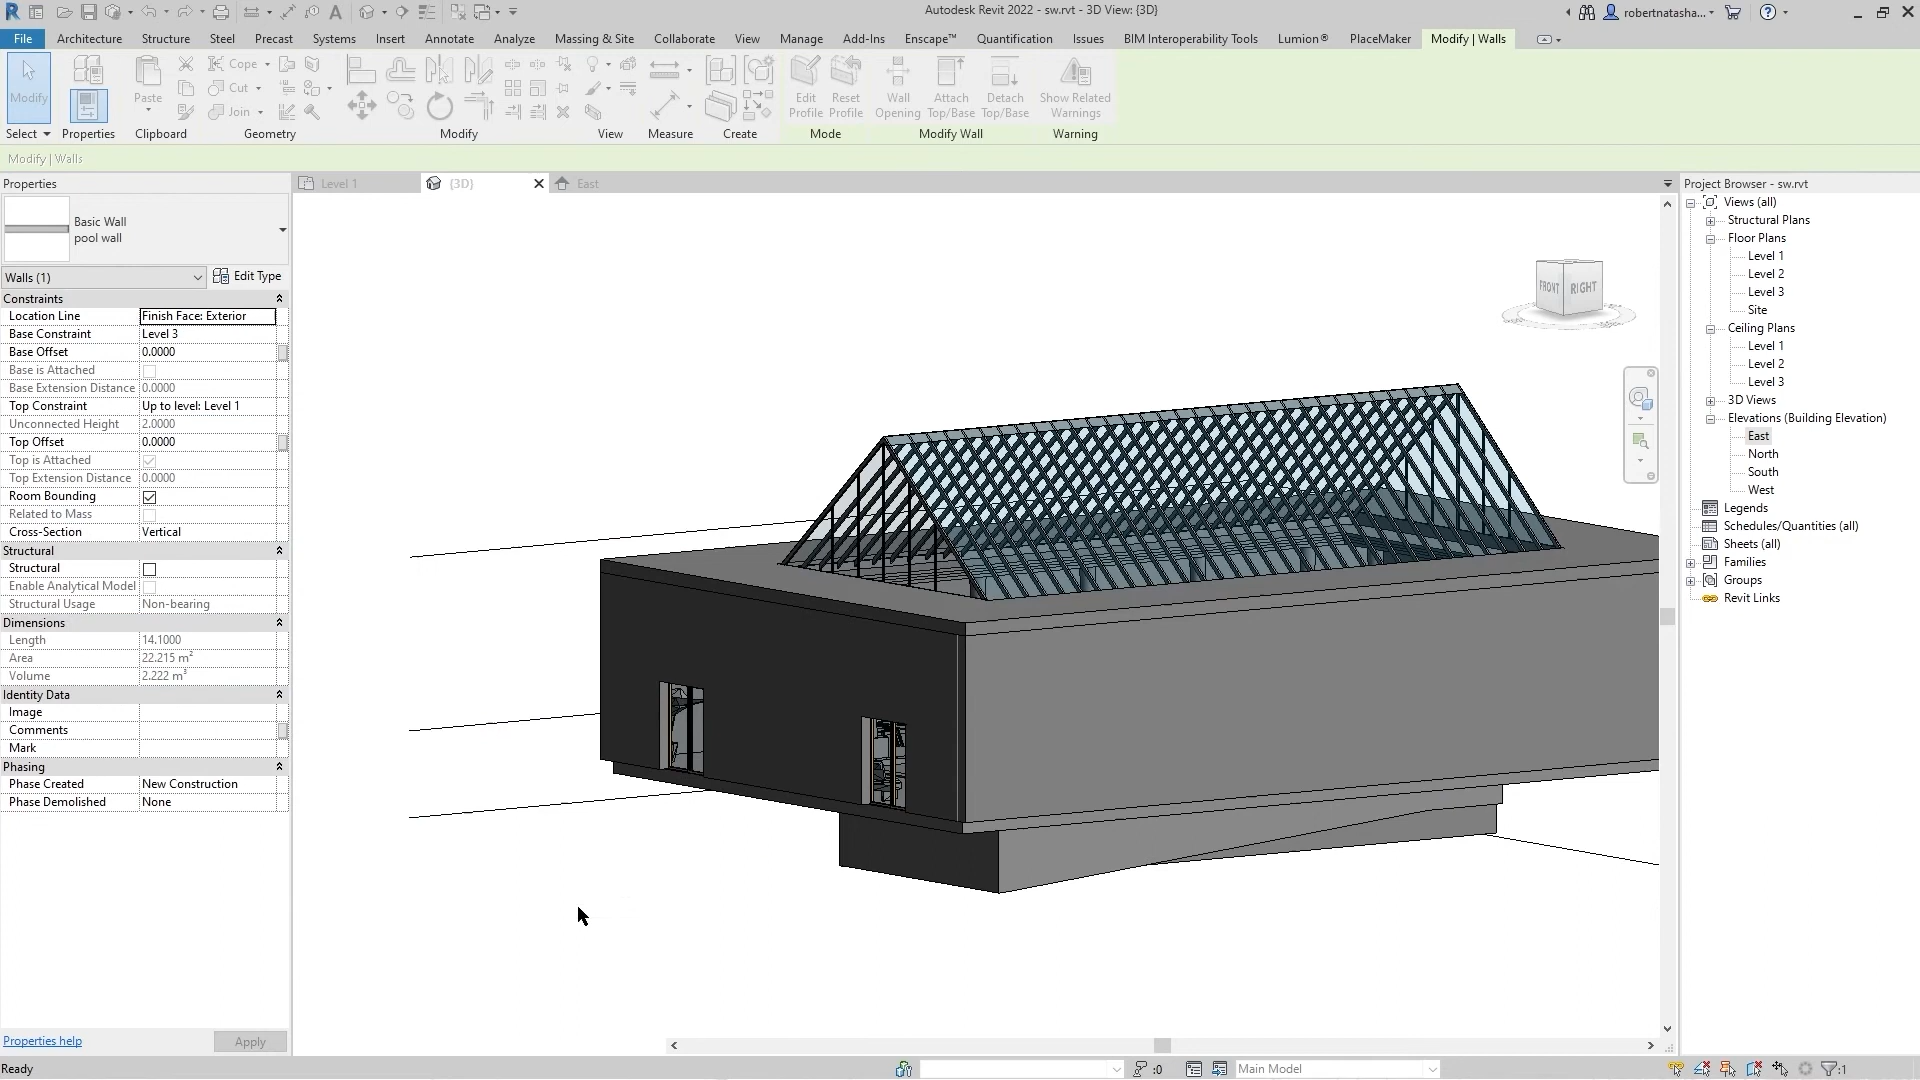 Autodesk Revit 2022 - sw.rvt - 3D View: {3D}
robertnatasha...
File Architecture Structure Steel Precast Systems Insert Annotate Analyze Massing & Site Collaborate View Manage Add-Ins Enscape™ Quantification Issues BIM Interoperability Tools Lumion® PlaceMaker Modify | Walls
Modify
Paste
Cope
Cut
Join
Edit Profile
Reset Profile
Wall Opening
Attach Top/Base
Detach Top/Base
Show Related Warnings
Select Properties Clipboard Geometry Modify View Measure Create Mode Modify Wall Warning
Modify | Walls
Properties
Basic Wall
pool wall
Walls (1) Edit Type
Constraints
Location Line Finish Face: Exterior
Base Constraint Level 3
Base Offset 0.0000
Base is Attached
Base Extension Distance 0.0000
Top Constraint Up to level: Level 1
Unconnected Height 2.0000
Top Offset 0.0000
Top is Attached
Top Extension Distance 0.0000
Room Bounding
Related to Mass
Cross-Section Vertical
Structural
Structural
Enable Analytical Model
Structural Usage Non-bearing
Dimensions
Length 14.1000
Area 22.215 m²
Volume 2.222 m³
Identity Data
Image
Comments
Mark
Phasing
Phase Created New Construction
Phase Demolished None
Properties help Apply
Level 1 {3D} East
FRONT RIGHT
Project Browser - sw.rvt
Views (all)
Structural Plans
Floor Plans
Level 1
Level 2
Level 3
Site
Ceiling Plans
Level 1
Level 2
Level 3
3D Views
Elevations (Building Elevation)
East
North
South
West
Legends
Schedules/Quantities (all)
Sheets (all)
Families
Groups
Revit Links
Ready
:0
Main Model
:1